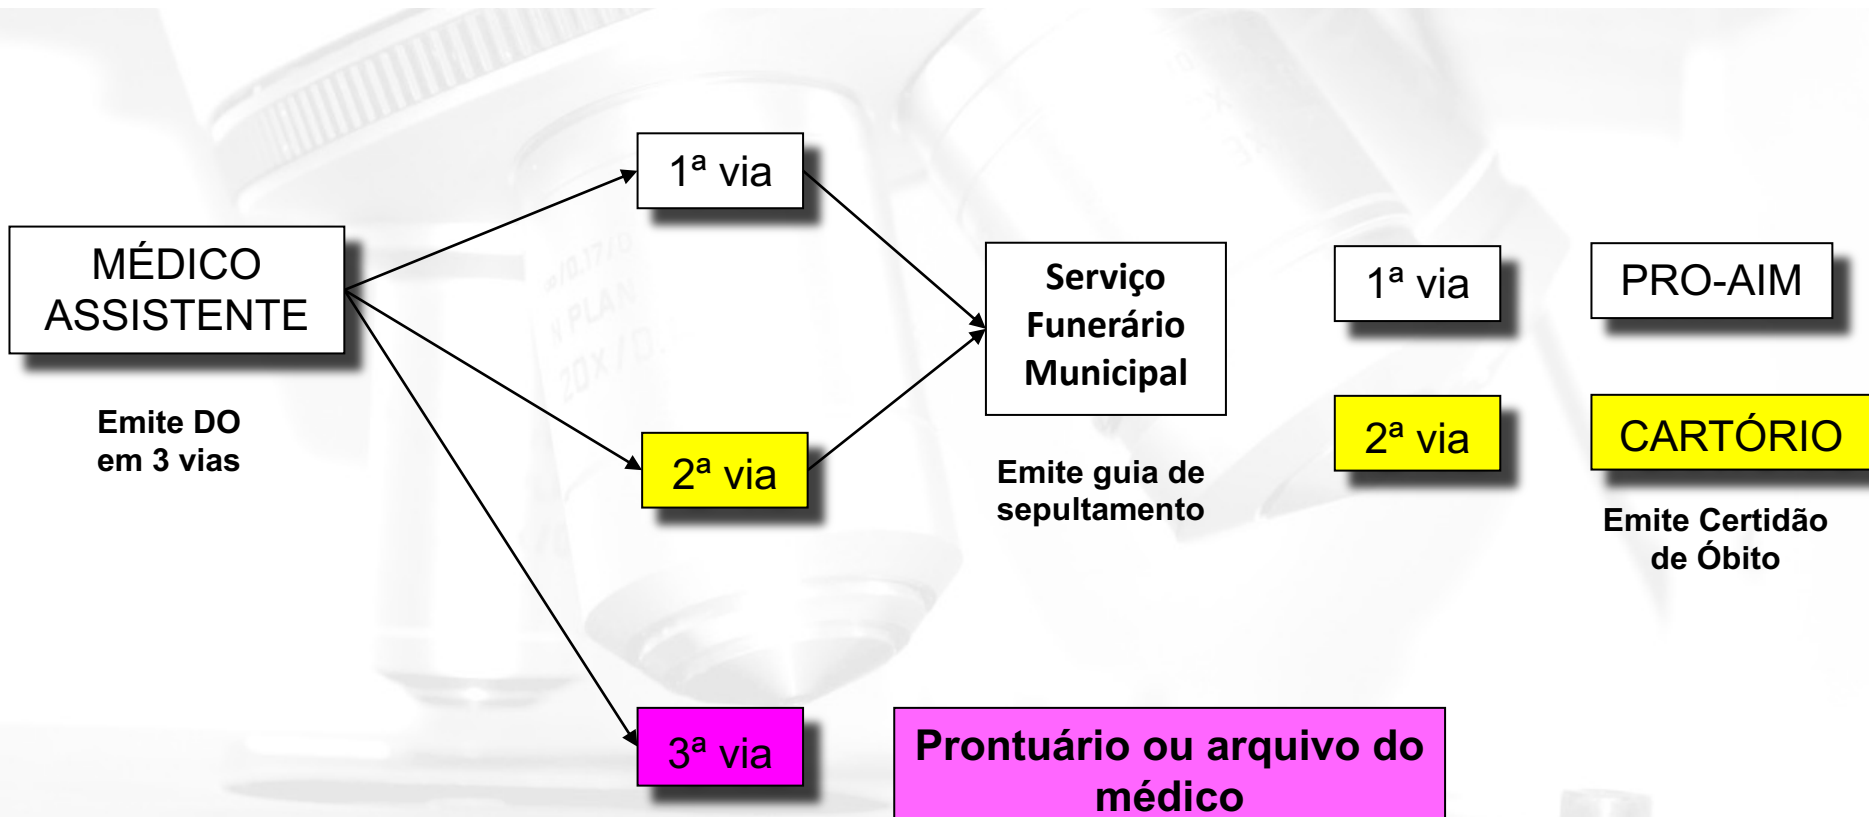 MÉDICO
ASSISTENTE
Emite DO
em 3 vias
1ª via
2ª via
3ª via
Serviço
Funerário
Municipal
Emite guia de
sepultamento
1ª via
PRO-AIM
2ª via
CARTÓRIO
Emite Certidão
de Óbito
Prontuário ou arquivo do
médico